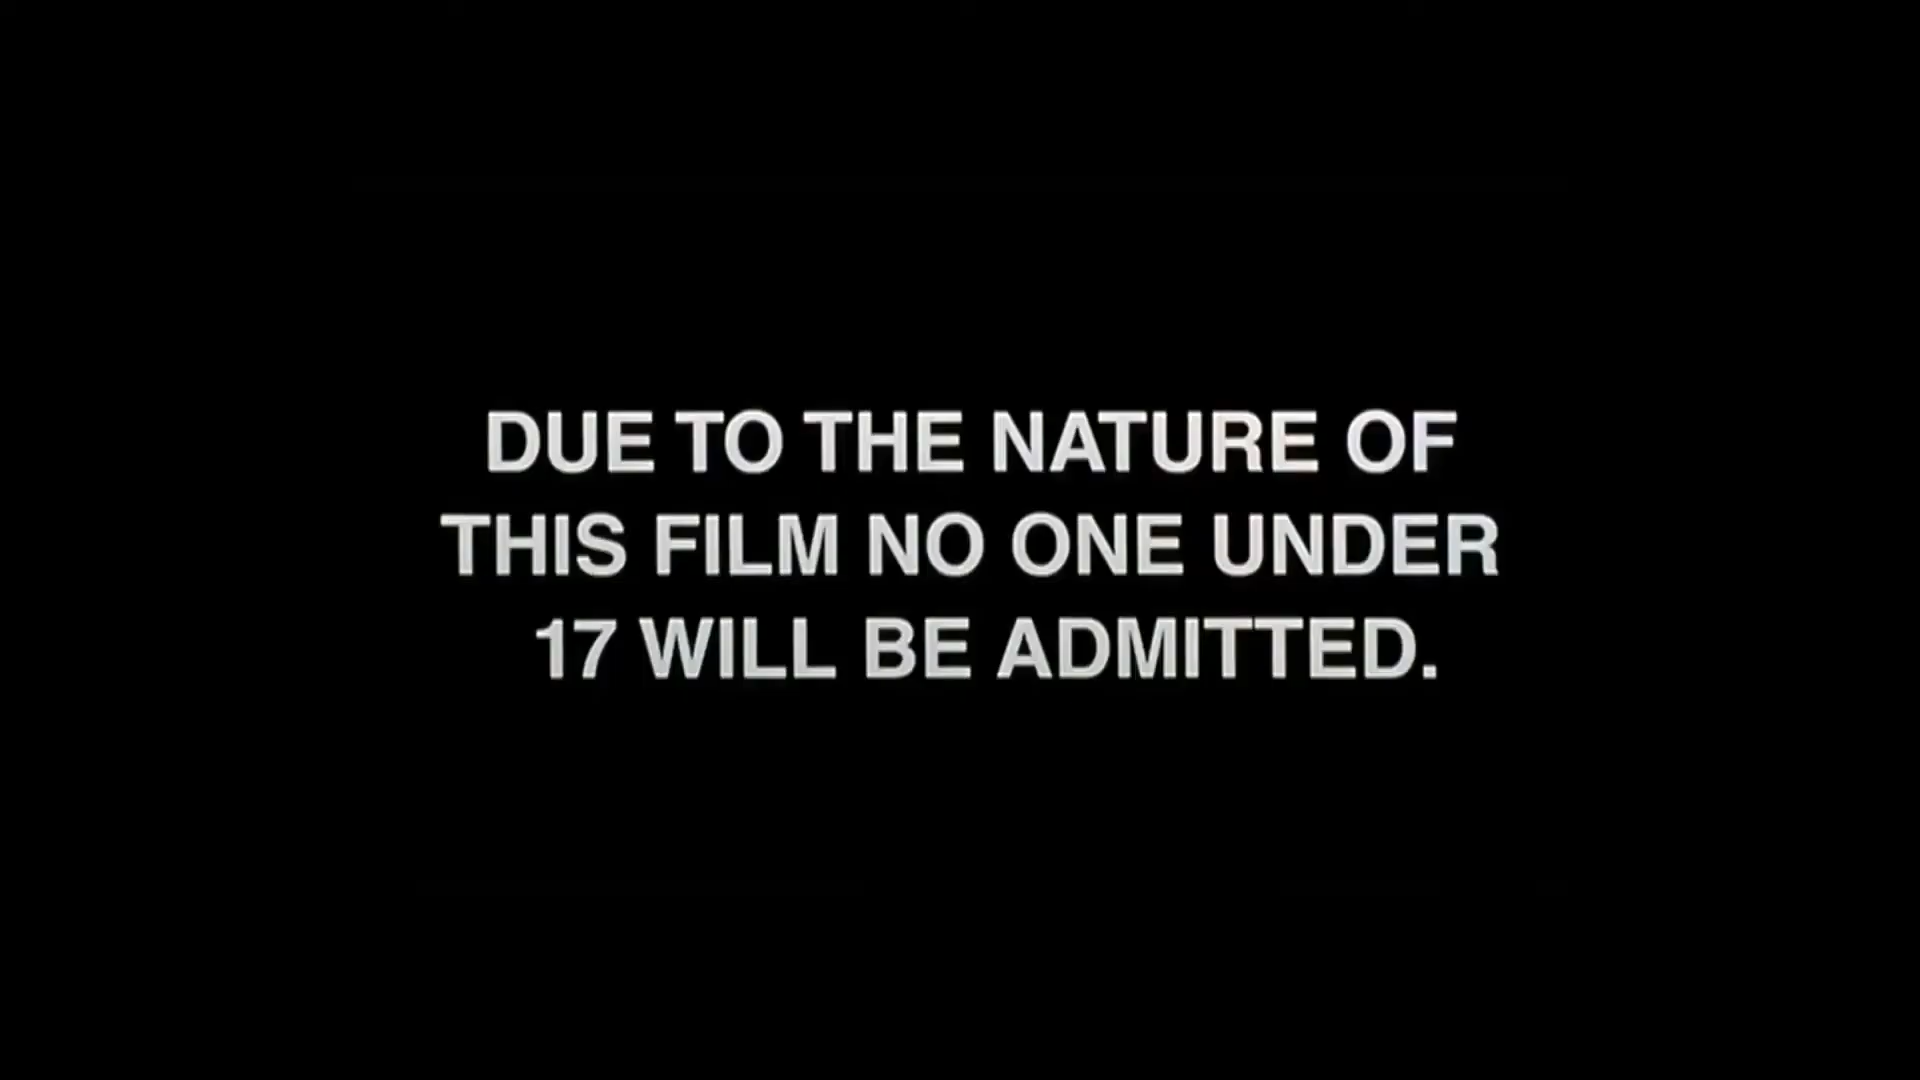 DUE TO THE NATURE OF
THIS FILM NO ONE UNDER
17 WILL BE ADMITTED.